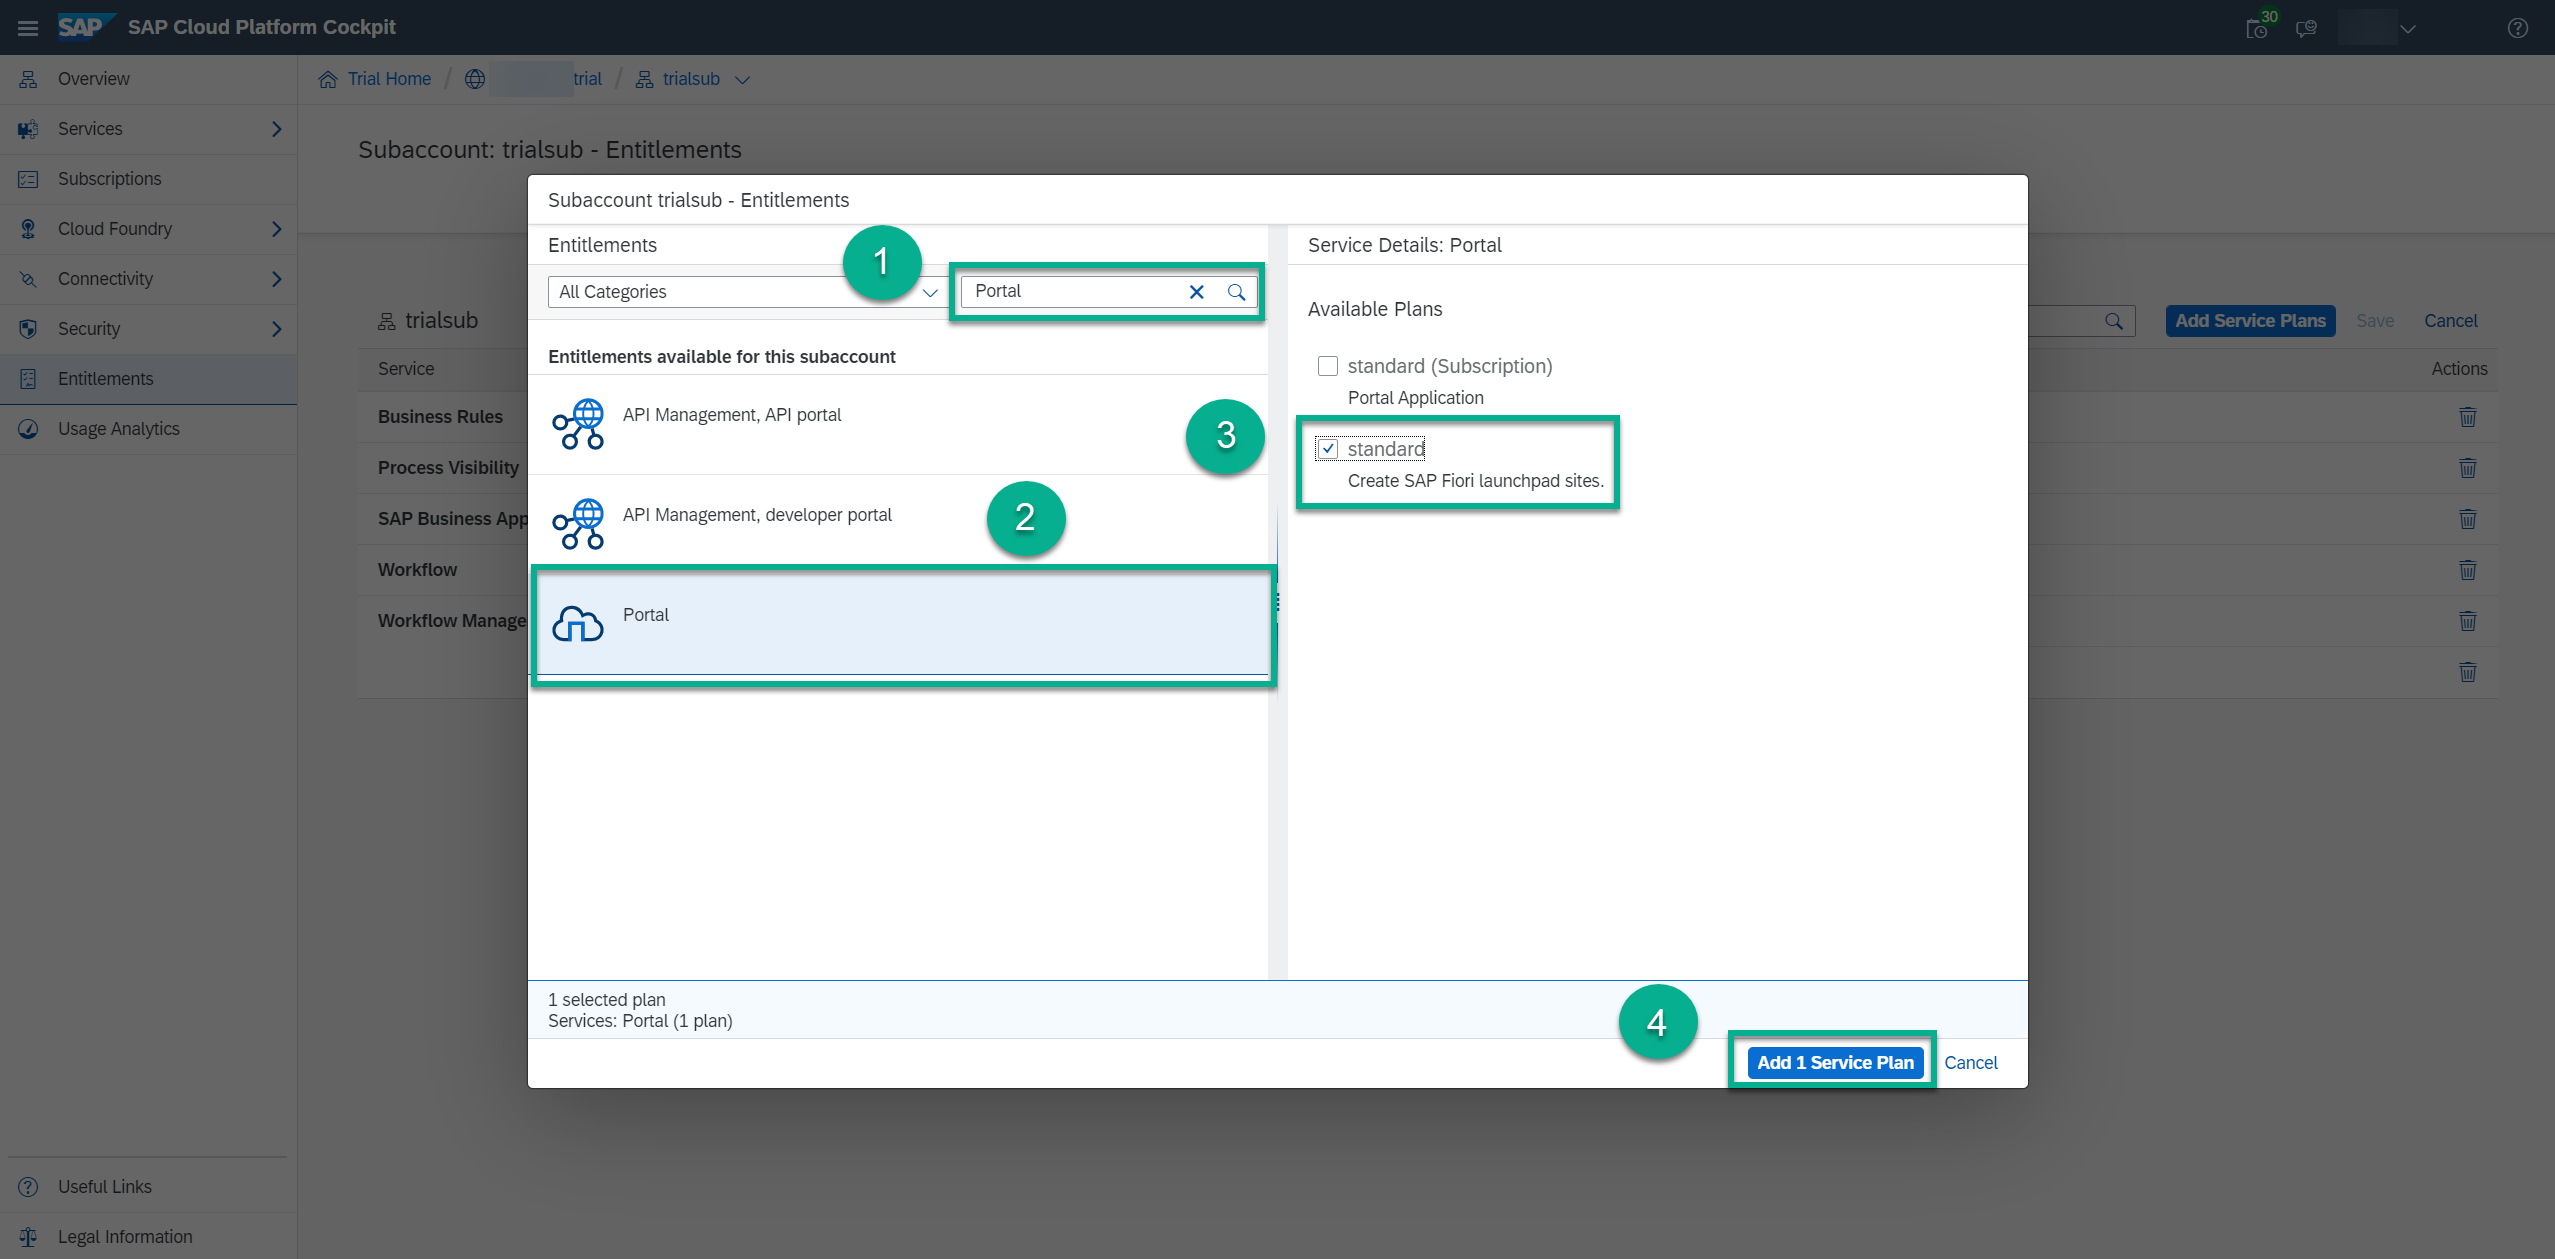 SAP SAP Cloud Platform Cockpit
30
Overview
Services
Subscriptions
Cloud Foundry
Connectivity
Security
Entitlements
Usage Analytics
Useful Links
Legal Information
Trial Home / trial / trialsub
Subaccount: trialsub - Entitlements
trialsub
Add Service Plans Save Cancel
Service Actions
Business Rules
Process Visibility
SAP Business App
Workflow
Workflow Manage
Subaccount trialsub - Entitlements
Entitlements
1
All Categories
Portal
Entitlements available for this subaccount
API Management, API portal
3
API Management, developer portal
2
Portal
Service Details: Portal
Available Plans
standard (Subscription)
Portal Application
standard
Create SAP Fiori launchpad sites.
1 selected plan
Services: Portal (1 plan)
4
Add 1 Service Plan Cancel